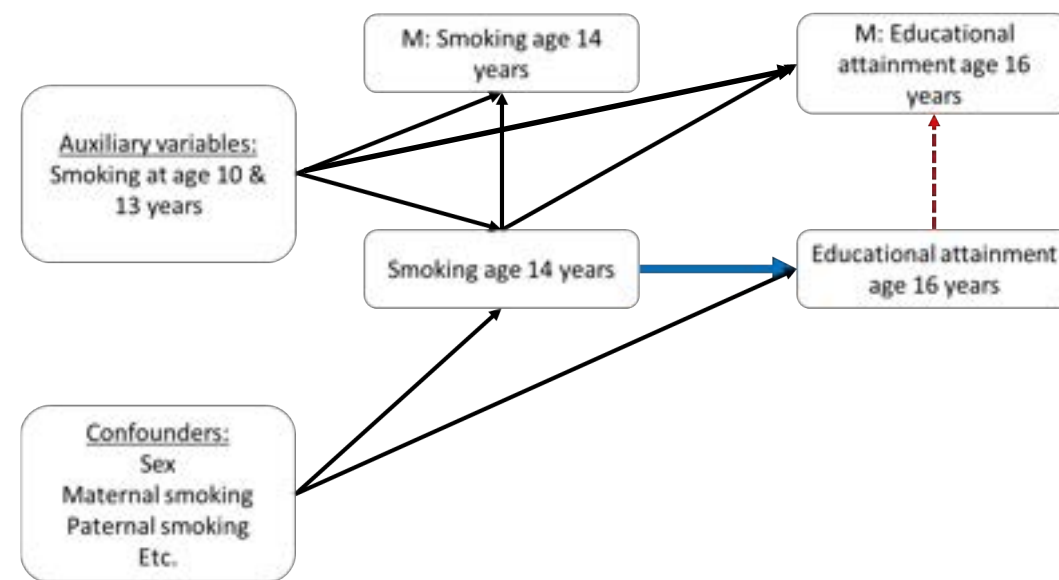 M: Smoking age 14
years
M: Educational
attainment age 16
years
Auxiliary variables:
Smoking at age 10 &
13 years
Smoking age 14 years
Educational attainment
age 16 years
Confounders:
Sex
Maternal smoking
Paternal smoking
Etc.